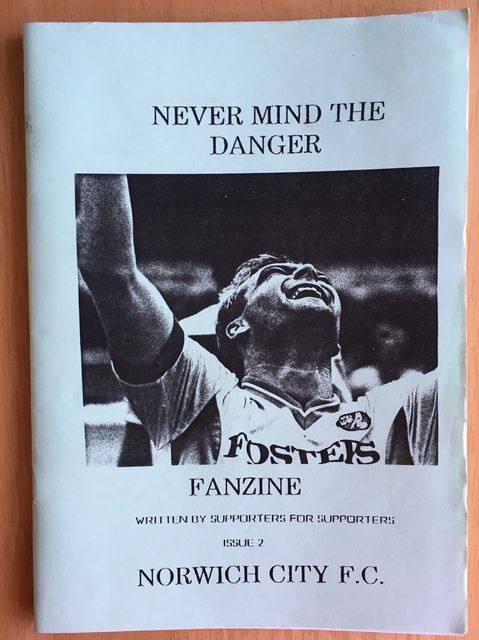 NEVER MIND THE
DANGER
FOSTERS
FANZINE
WRITTEN BY SUPPORTERS FOR SUPPORTERS
ISSUE 2
NORWICH CITY F.C.